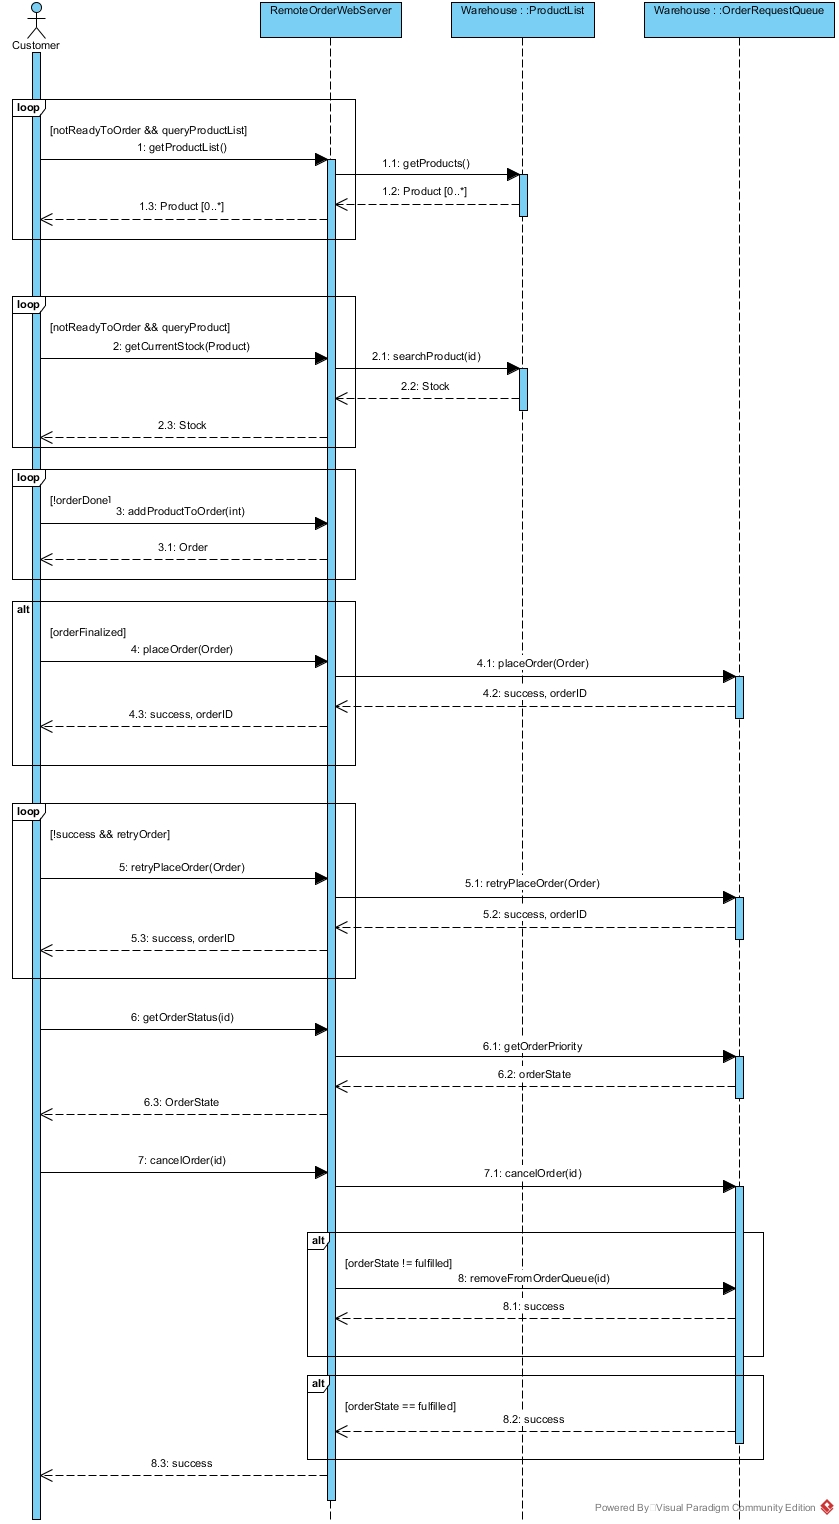 Customer
RemoteOrderWebServer
Warehouse : :ProductList
Warehouse : :OrderRequestQueue
loop
[notReadyToOrder && queryProductList]
1: getProductList()
1.1: getProducts()
1.2: Product [0..*]
1.3: Product [0..*]
loop
[notReadyToOrder && queryProduct]
2: getCurrentStock(Product)
2.1: searchProduct(id)
2.2: Stock
2.3: Stock
loop
[!orderDone]
3: addProductToOrder(int)
3.1: Order
alt
[orderFinalized]
4: placeOrder(Order)
4.1: placeOrder(Order)
4.2: success, orderID
4.3: success, orderID
loop
[!success && retryOrder]
5: retryPlaceOrder(Order)
5.1: retryPlaceOrder(Order)
5.2: success, orderID
5.3: success, orderID
6: getOrderStatus(id)
6.1: getOrderPriority
6.2: orderState
6.3: OrderState
7: cancelOrder(id)
7.1: cancelOrder(id)
alt
[orderState != fulfilled]
8: removeFromOrderQueue(id)
8.1: success
alt
[orderState == fulfilled]
8.2: success
8.3: success
Powered By Visual Paradigm Community Edition